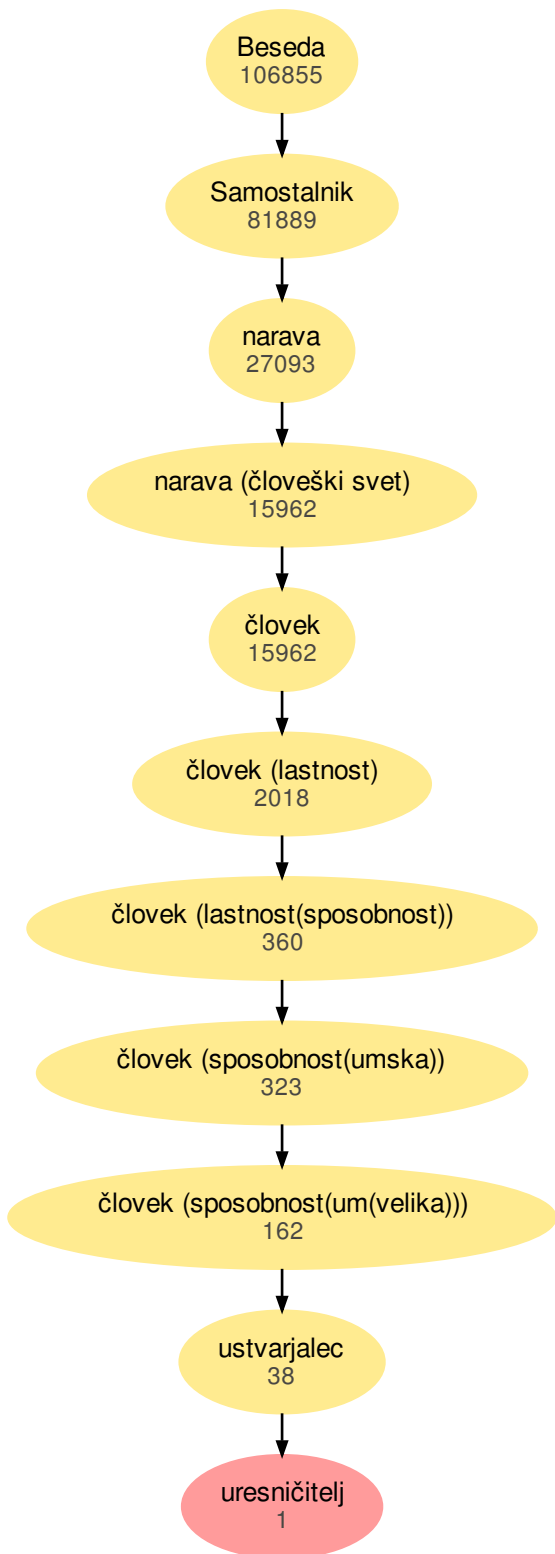 Beseda
106855
Samostalnik
81889
narava
27093
narava (človeški svet)
15962
človek
15962
človek (lastnost)
2018
človek (lastnost(sposobnost))
360
človek (sposobnost(umska))
323
človek (sposobnost(um(velika)))
162
ustvarjalec
38
uresničitelj
1